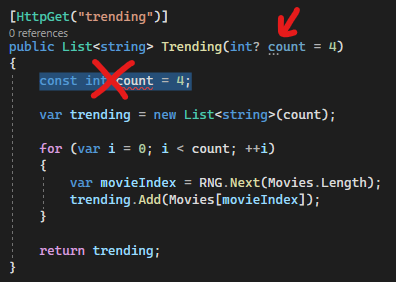 [HttpGet("trending")]
0 references
public List<string> Trending(int? count = 4)
{
const int count = 4;
var trending = new List<string>(count);
for (var i = 0; i < count; ++i)
{
var movieIndex = RNG.Next(Movies.Length);
trending.Add(Movies[movieIndex]);
}
return trending;
}